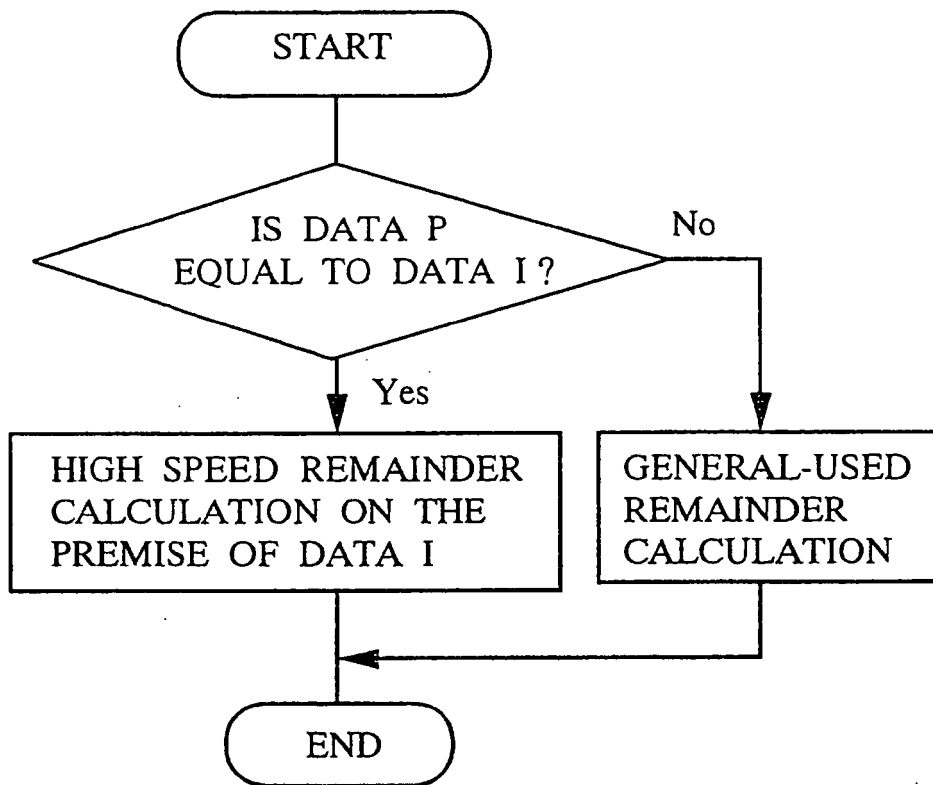 START
IS DATA P
EQUAL TO DATA I ?
No
Yes
HIGH SPEED REMAINDER
CALCULATION ON THE
PREMISE OF DATA I
GENERAL-USED
REMAINDER
CALCULATION
END